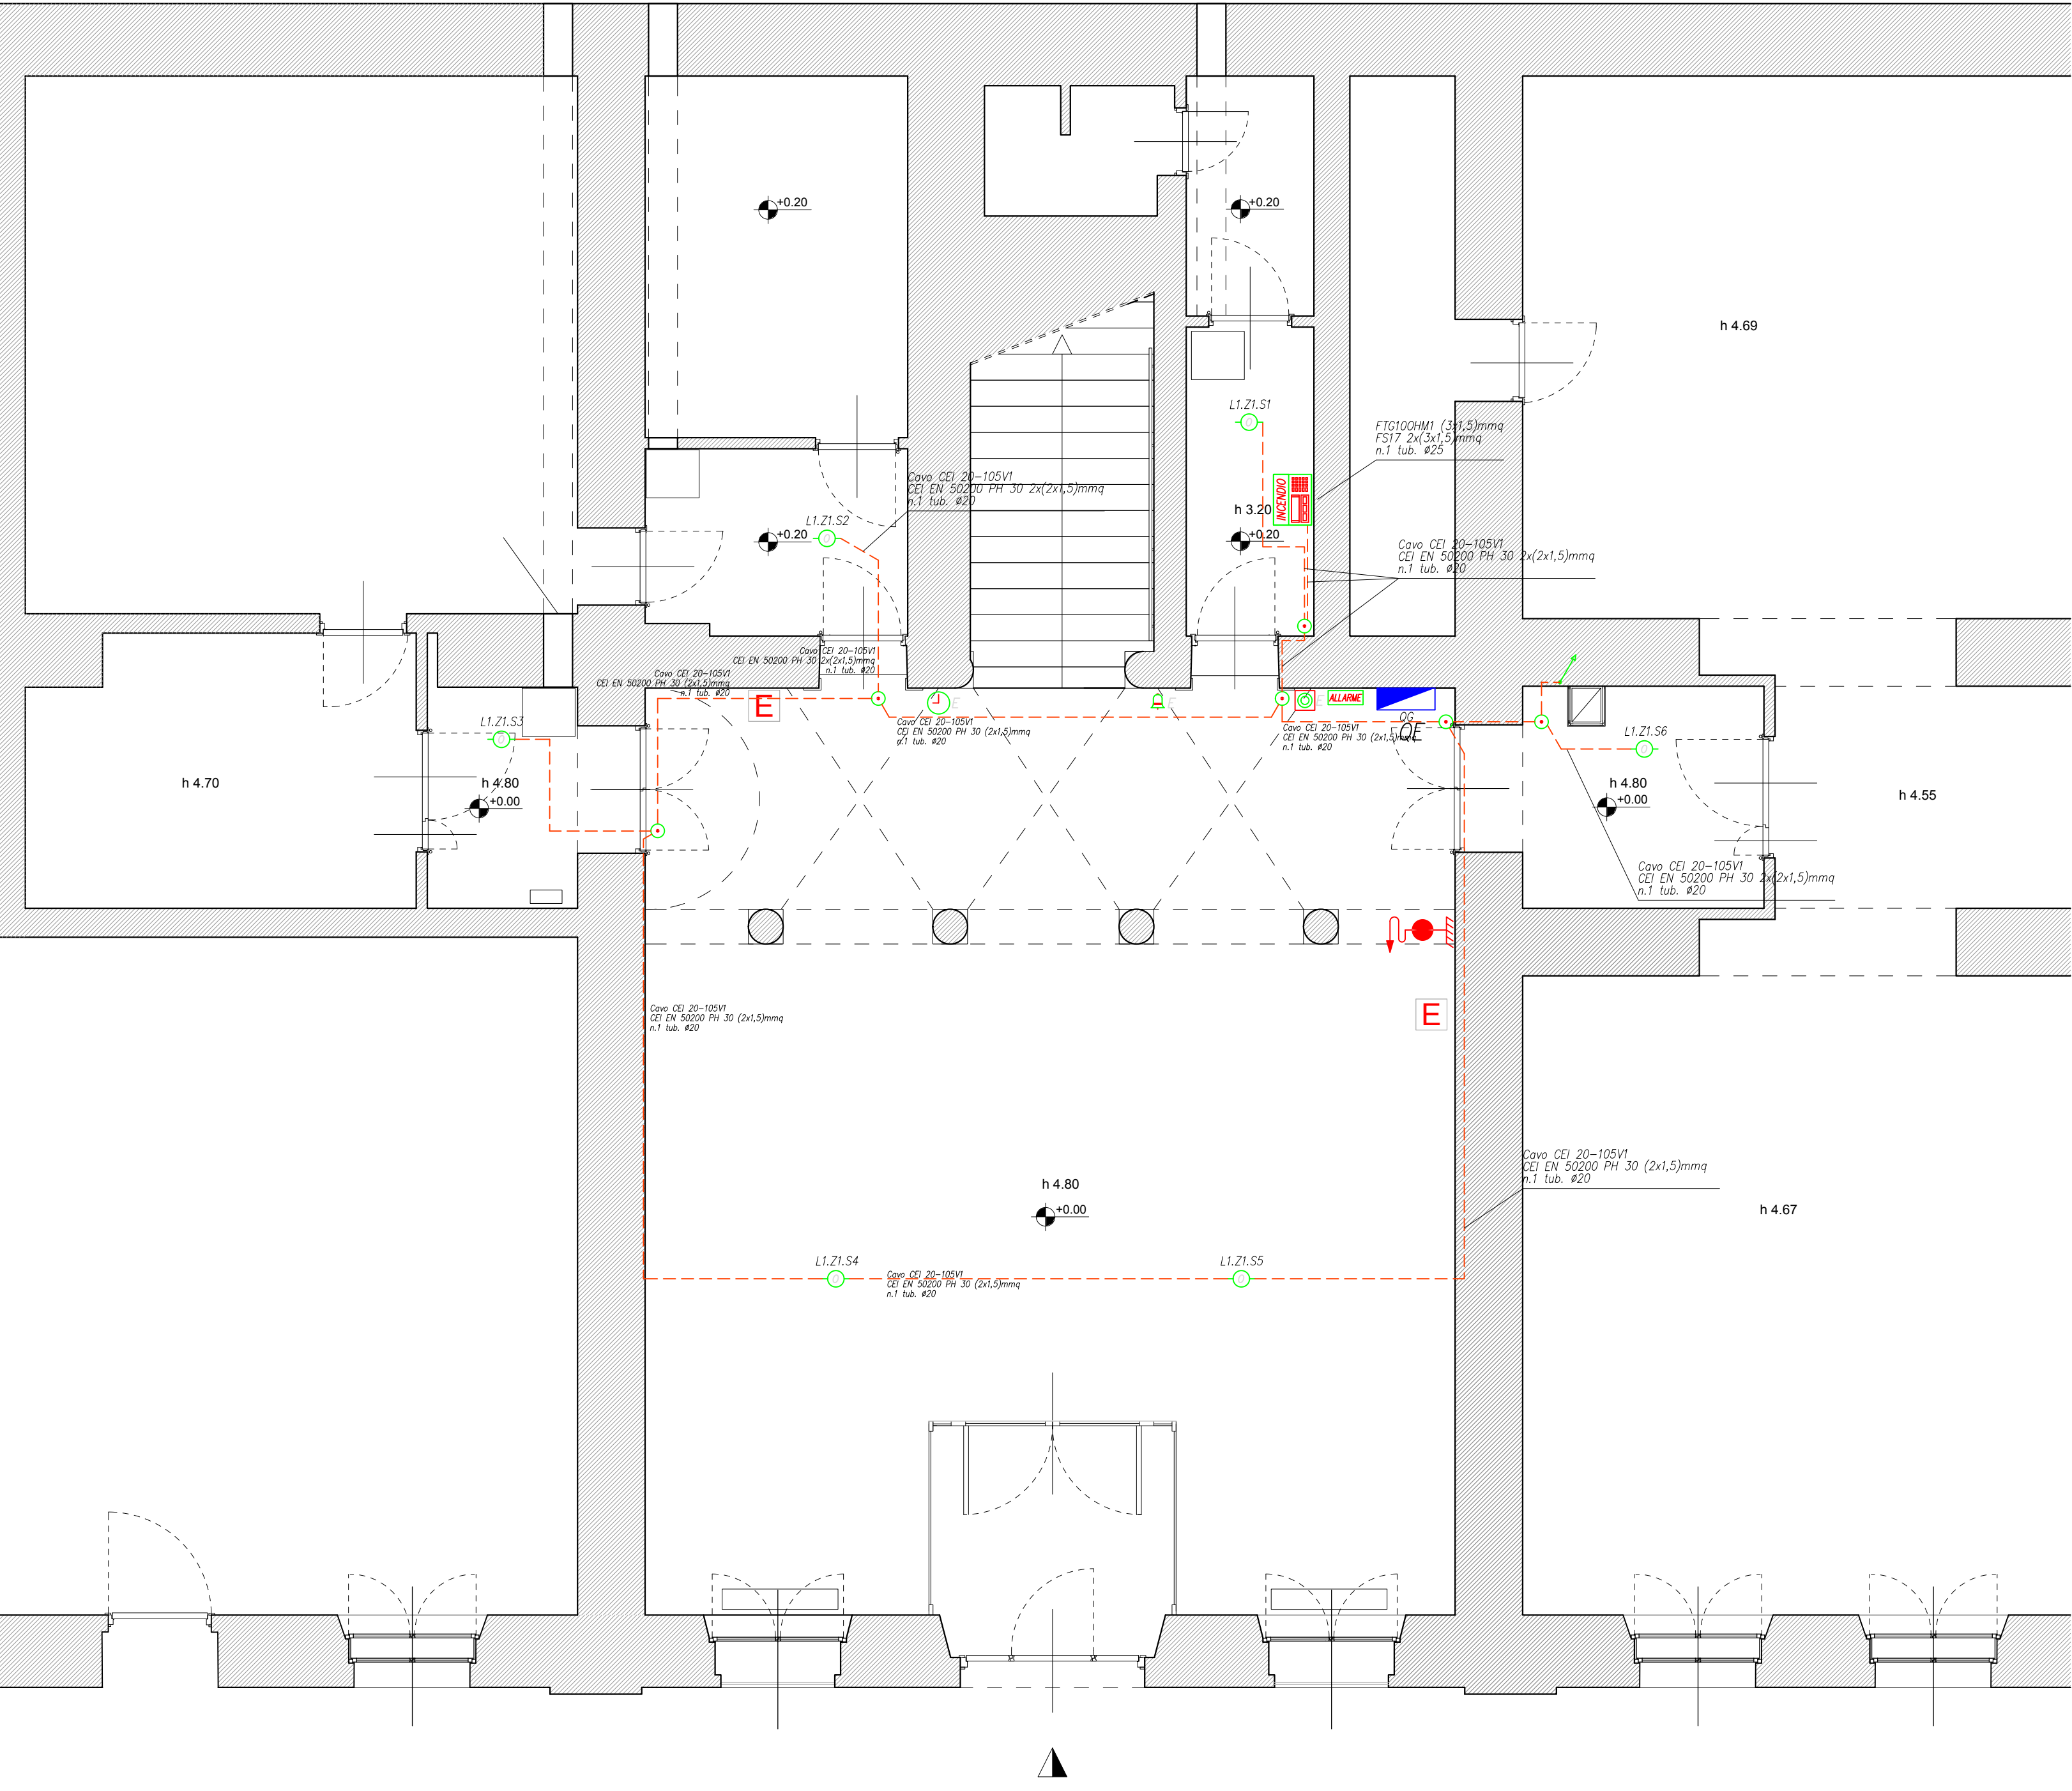 +0.20
+0.20
h 4.69
L1.Z1.S1
FTG10OHM1 (3x1,5)mmq
FS17 2x(3x1,5)mmq
n.1 tub. ø25
Cavo CEI 20-105V1
CEI EN 50200 PH 30 2x(2x1,5)mmq
n.1 tub. ø20
INCENDIO
h 3.20
L1.Z1.S2
+0.20
+0.20
Cavo CEI 20-105V1
CEI EN 50200 PH 30 2x(2x1,5)mmq
n.1 tub. ø20
Cavo CEI 20-105V1
CEI EN 50200 PH 30 2x(2x1,5)mmq
n.1 tub. ø20
Cavo CEI 20-105V1
CEI EN 50200 PH 30 (2x1,5)mmq
n.1 tub. ø20
E
E
E
E
ALLARME
QG
QE
L1.Z1.S3
Cavo CEI 20-105V1
CEI EN 50200 PH 30 (2x1,5)mmq
n.1 tub. ø20
Cavo CEI 20-105V1
CEI EN 50200 PH 30 (2x1,5)mmq
n.1 tub. ø20
L1.Z1.S6
h 4.70
h 4.80
+0.00
h 4.80
+0.00
h 4.55
Cavo CEI 20-105V1
CEI EN 50200 PH 30 2x(2x1,5)mmq
n.1 tub. ø20
Cavo CEI 20-105V1
CEI EN 50200 PH 30 (2x1,5)mmq
n.1 tub. ø20
E
Cavo CEI 20-105V1
CEI EN 50200 PH 30 (2x1,5)mmq
n.1 tub. ø20
h 4.80
+0.00
h 4.67
L1.Z1.S4
L1.Z1.S5
Cavo CEI 20-105V1
CEI EN 50200 PH 30 (2x1,5)mmq
n.1 tub. ø20